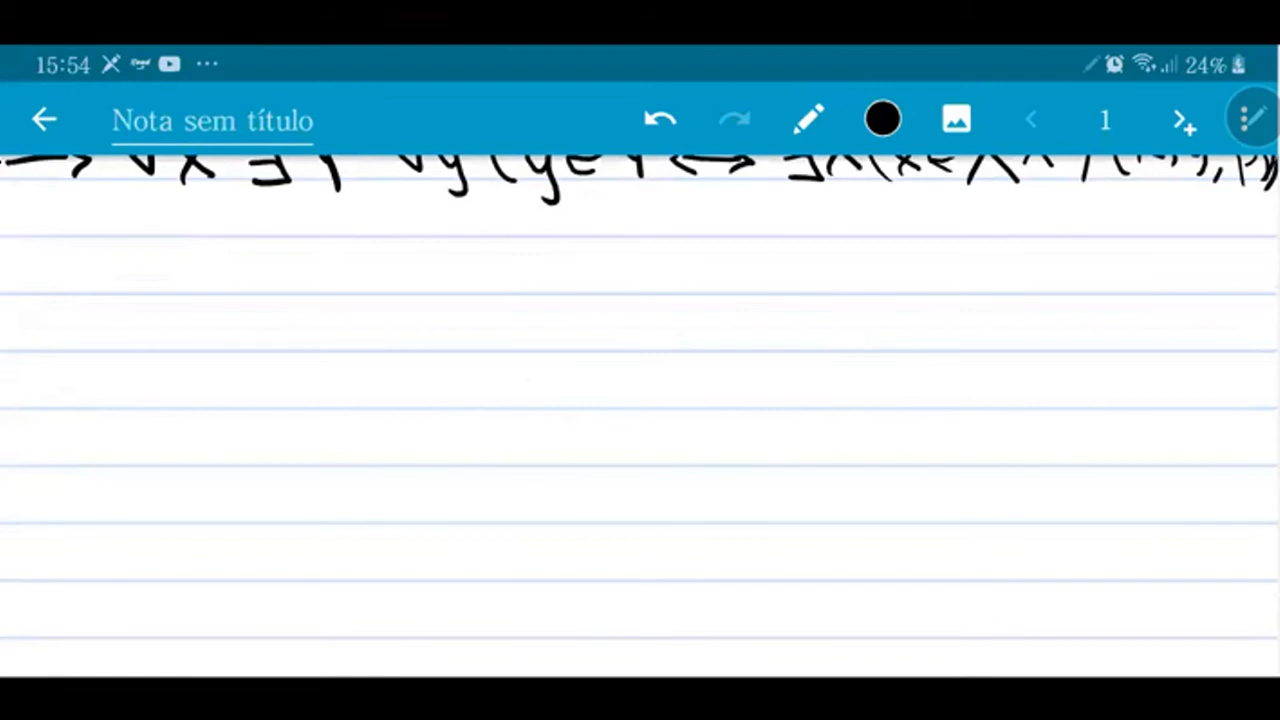 15:54 24%
Nota sem título 1
→ ∀x ∃Y ∀y(y∈Y ↔ ∃x(x∈X∧